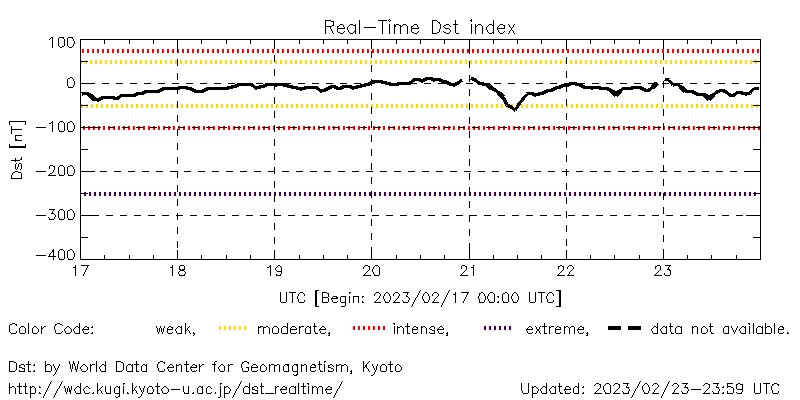 Real-Time Dst index
100
0
-100
-200
-300
-400
Dst [nT]
17 18 19 20 21 22 23
UTC [Begin: 2023/02/17 00:00 UTC]
Color Code: weak, moderate, intense, extreme, data not available.
Dst: by World Data Center for Geomagnetism, Kyoto
http://wdc.kugi.kyoto-u.ac.jp/dst_realtime/ Updated: 2023/02/23-23:59 UTC